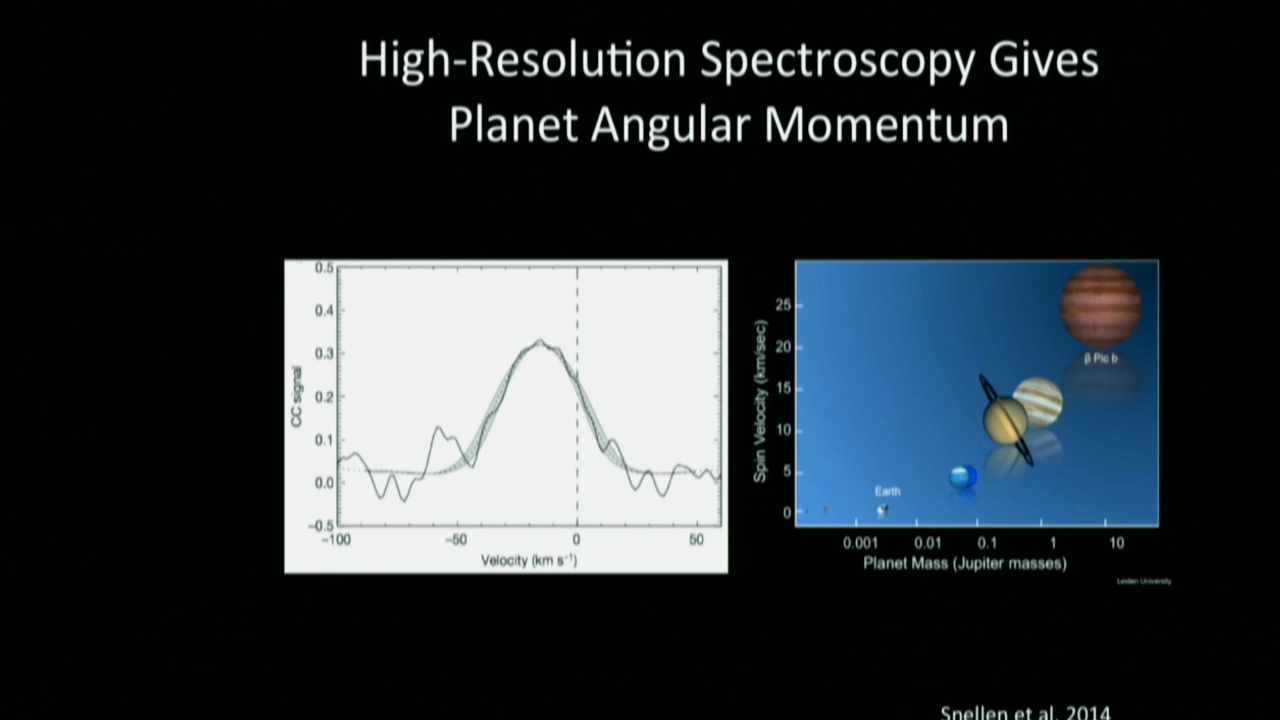 High-Resolution Spectroscopy Gives
Planet Angular Momentum
0.5
0.4
0.3
0.2
0.1
0.0
−0.5
CC signal
−100
−50
0
50
Velocity (km s⁻¹)
25
20
15
10
5
0
Spin Velocity (km/sec)
β Pic b
Earth
0.001
0.01
0.1
1
10
Planet Mass (Jupiter masses)
Leiden University
Snellen et al. 2014